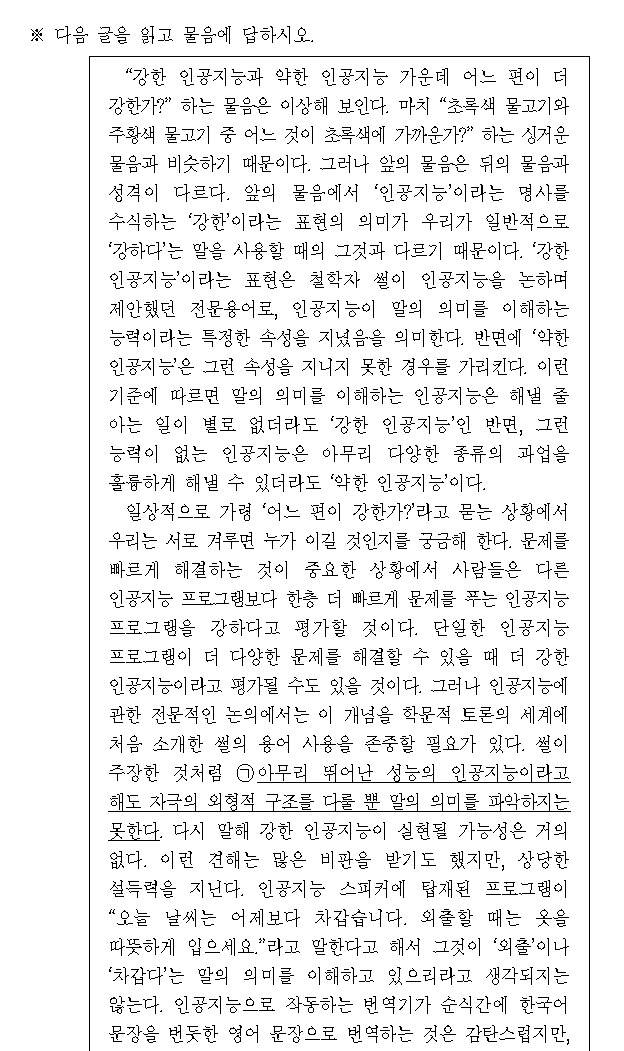 ※ 다음 글을 읽고 물음에 답하시오.
“강한 인공지능과 약한 인공지능 가운데 어느 편이 더
강한가?” 하는 물음은 이상해 보인다. 마치 “초록색 물고기와
주황색 물고기 중 어느 것이 초록색에 가까운가?” 하는 싱거운
물음과 비슷하기 때문이다. 그러나 앞의 물음은 뒤의 물음과
성격이 다르다. 앞의 물음에서 ‘인공지능’이라는 명사를
수식하는 ‘강한’이라는 표현의 의미가 우리가 일반적으로
‘강하다’는 말을 사용할 때의 그것과 다르기 때문이다. ‘강한
인공지능’이라는 표현은 철학자 썰이 인공지능을 논하며
제안했던 전문용어로, 인공지능이 말의 의미를 이해하는
능력이라는 특정한 속성을 지녔음을 의미한다. 반면에 ‘약한
인공지능’은 그런 속성을 지니지 못한 경우를 가리킨다. 이런
기준에 따르면 말의 의미를 이해하는 인공지능은 해낼 줄
아는 일이 별로 없더라도 ‘강한 인공지능’인 반면, 그런
능력이 없는 인공지능은 아무리 다양한 종류의 과업을
훌륭하게 해낼 수 있더라도 ‘약한 인공지능’이다.
일상적으로 가령 ‘어느 편이 강한가?’라고 묻는 상황에서
우리는 서로 겨루면 누가 이길 것인지를 궁금해 한다. 문제를
빠르게 해결하는 것이 중요한 상황에서 사람들은 다른
인공지능 프로그램보다 한층 더 빠르게 문제를 푸는 인공지능
프로그램을 강하다고 평가할 것이다. 단일한 인공지능
프로그램이 더 다양한 문제를 해결할 수 있을 때 더 강한
인공지능이라고 평가될 수도 있을 것이다. 그러나 인공지능에
관한 전문적인 논의에서는 이 개념을 학문적 토론의 세계에
처음 소개한 썰의 용어 사용을 존중할 필요가 있다. 썰이
주장한 것처럼 ㉠아무리 뛰어난 성능의 인공지능이라고
해도 자극의 외형적 구조를 다룰 뿐 말의 의미를 파악하지는
못한다. 다시 말해 강한 인공지능이 실현될 가능성은 거의
없다. 이런 견해는 많은 비판을 받기도 했지만, 상당한
설득력을 지닌다. 인공지능 스피커에 탑재된 프로그램이
“오늘 날씨는 어제보다 차갑습니다. 외출할 때는 옷을
따뜻하게 입으세요.”라고 말한다고 해서 그것이 ‘외출’이나
‘차갑다’는 말의 의미를 이해하고 있으리라고 생각되지는
않는다. 인공지능으로 작동하는 번역기가 순식간에 한국어
문장을 번듯한 영어 문장으로 번역하는 것은 감탄스럽지만,